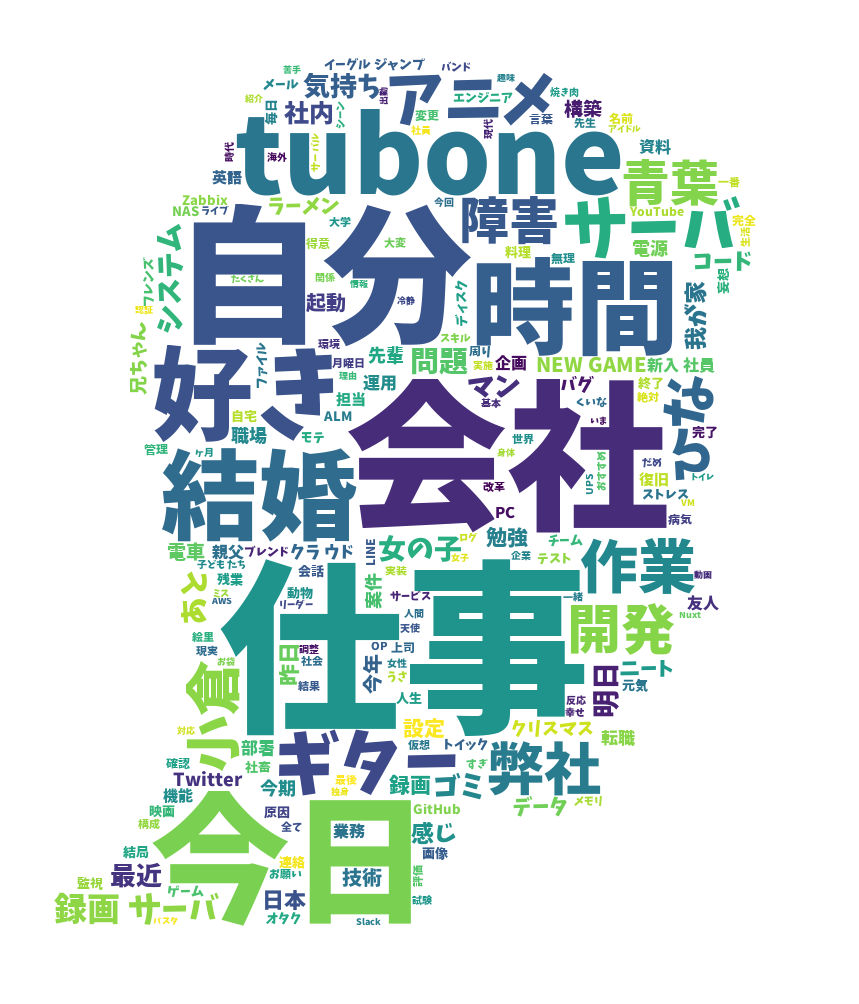 イーグル ジャンプ
バンド
苦手
メール
気持ち
アニメ
趣味
焼き肉
エンジニア
紹介
毎日
社内
シーン
変更
言葉
構築
名前
アイドル
先生
社員
現代
tubone
時代
海外
サーバル
資料
英語
青葉
一番
Zabbix
NAS
ライブ
ラーメン
今回
障害
サーバ
YouTube
完全
生活
大学
自分
得意
大変
料理
無理
電源
コード
システム
フレンズ
たくさん
関係
情報
冷静
時間
妄想
認証
起動
ディスク
我が家
兄ちゃん
環境
スキル
好き
ファイル
月曜日
先輩
問題
周り
実施
企画
NEW GAME
新入 社員
理由
運用
マン
バグ
終了
絶対
担当
基本
くいな
ひな
自宅
ALM
会社
いま
職場
モテ
世界
だめ
完了
管理
ヶ月
結婚
身体
おすすめ
トイレ
改革
UPS
復旧
ストレス
VM
PC
病気
電車
親父
ブレンド
クラウド
LINE
女の子
ログ
勉強
チーム
企業
テスト
女子
子どもたち
残業
会話
実装
作業
動画
あと
ミス
AWS
動物
リーダー
案件
サービス
一緒
友人
仕事
人間
天使
開発
Nuxt
絵里
現実
お袋
昨日
調整
社会
OP
上司
小倉
結果
今年
女性
うさ
人生
明日
ニート
元気
反応
幸せ
対応
部署
ギター
設定
仮想
トイック
クリスマス
転職
確認
社畜
すぎ
弊社
Twitter
今期
最後
独身
録画
ゴミ
機能
データ
メモリ
映画
構成
今日
原因
GitHub
全て
業務
感じ
結局
連絡
画像
最近
お願い
技術
評価
監視
ゲーム
録画 サーバ
日本
試験
パスタ
オタク
Slack